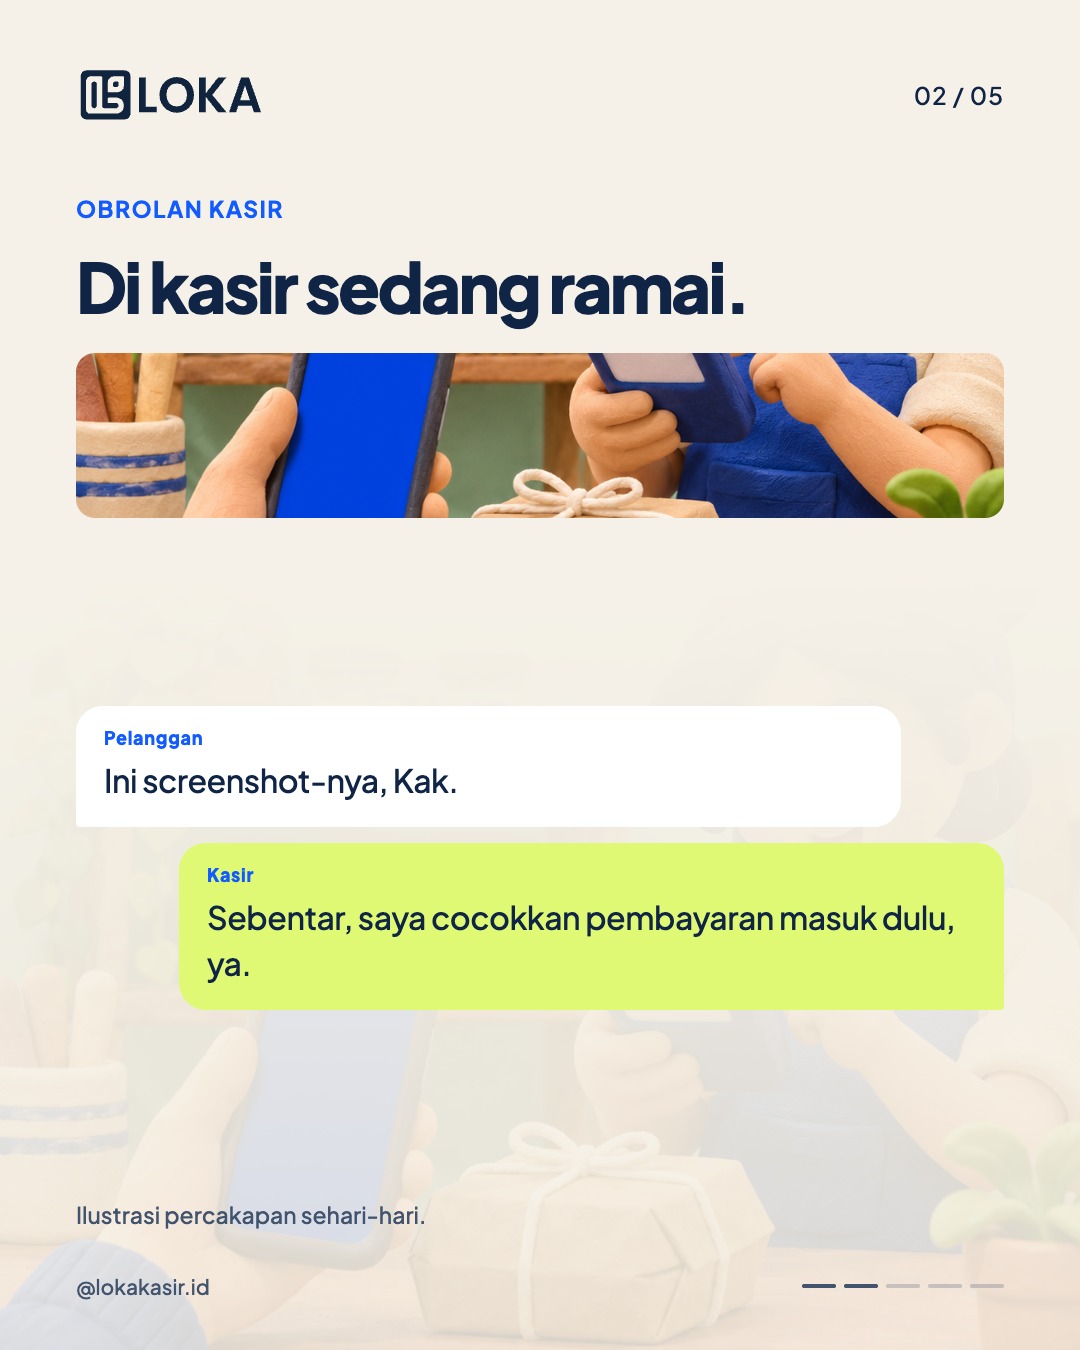 LOKA
02 / 05
OBROLAN KASIR
Di kasir sedang ramai.
Pelanggan
Ini screenshot-nya, Kak.
Kasir
Sebentar, saya cocokkan pembayaran masuk dulu,
ya.
Ilustrasi percakapan sehari-hari.
@lokakasir.id